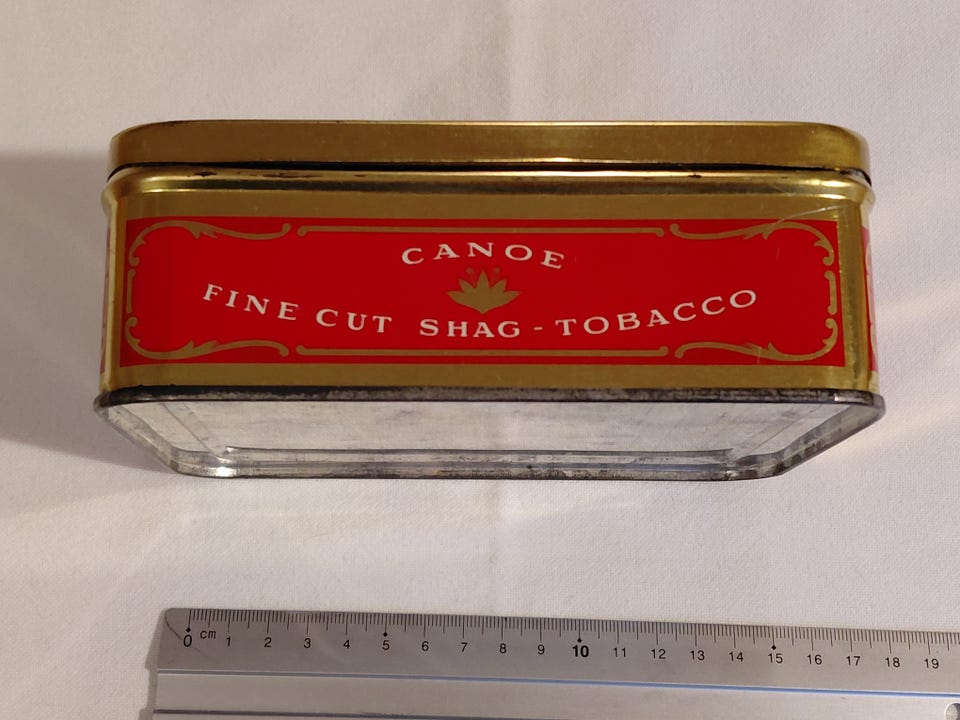 CANOE
FINE CUT SHAG - TOBACCO
0 cm 1 2 3 4 5 6 7 8 9 10 11 12 13 14 15 16 17 18 19